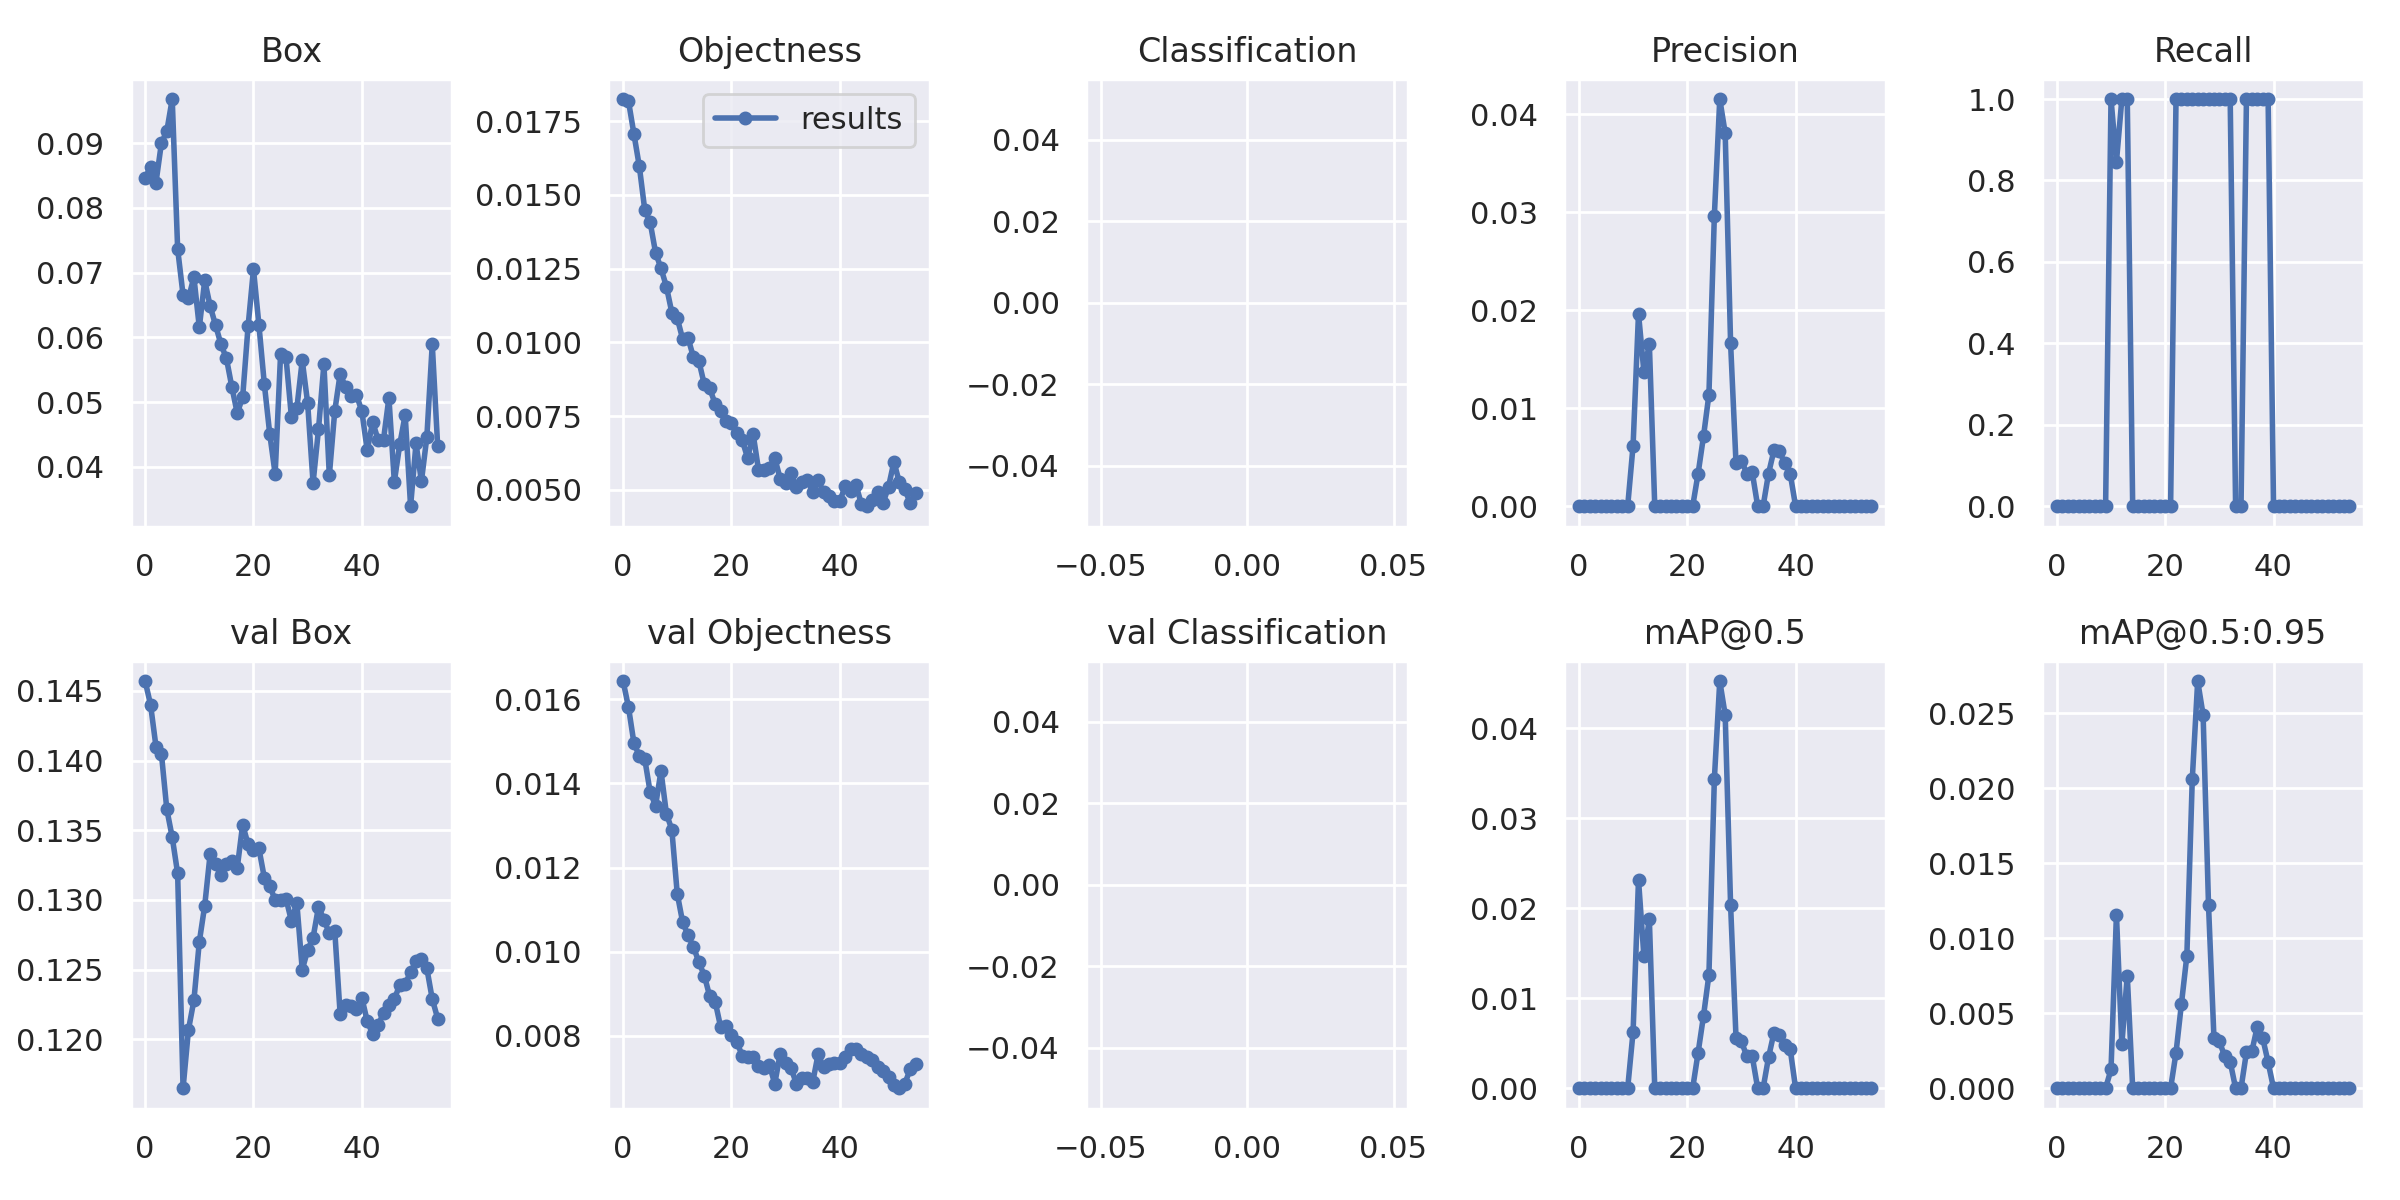 Box
Objectness
Classification
Precision
Recall
0.09
0.08
0.07
0.06
0.05
0.04
0 20 40
results
0.0175
0.0150
0.0125
0.0100
0.0075
0.0050
0 20 40
0.04
0.02
0.00
−0.02
−0.04
−0.05 0.00 0.05
0.04
0.03
0.02
0.01
0.00
0 20 40
1.0
0.8
0.6
0.4
0.2
0.0
0 20 40
val Box
val Objectness
val Classification
mAP@0.5
mAP@0.5:0.95
0.145
0.140
0.135
0.130
0.125
0.120
0 20 40
0.016
0.014
0.012
0.010
0.008
0 20 40
0.04
0.02
0.00
−0.02
−0.04
−0.05 0.00 0.05
0.04
0.03
0.02
0.01
0.00
0 20 40
0.025
0.020
0.015
0.010
0.005
0.000
0 20 40